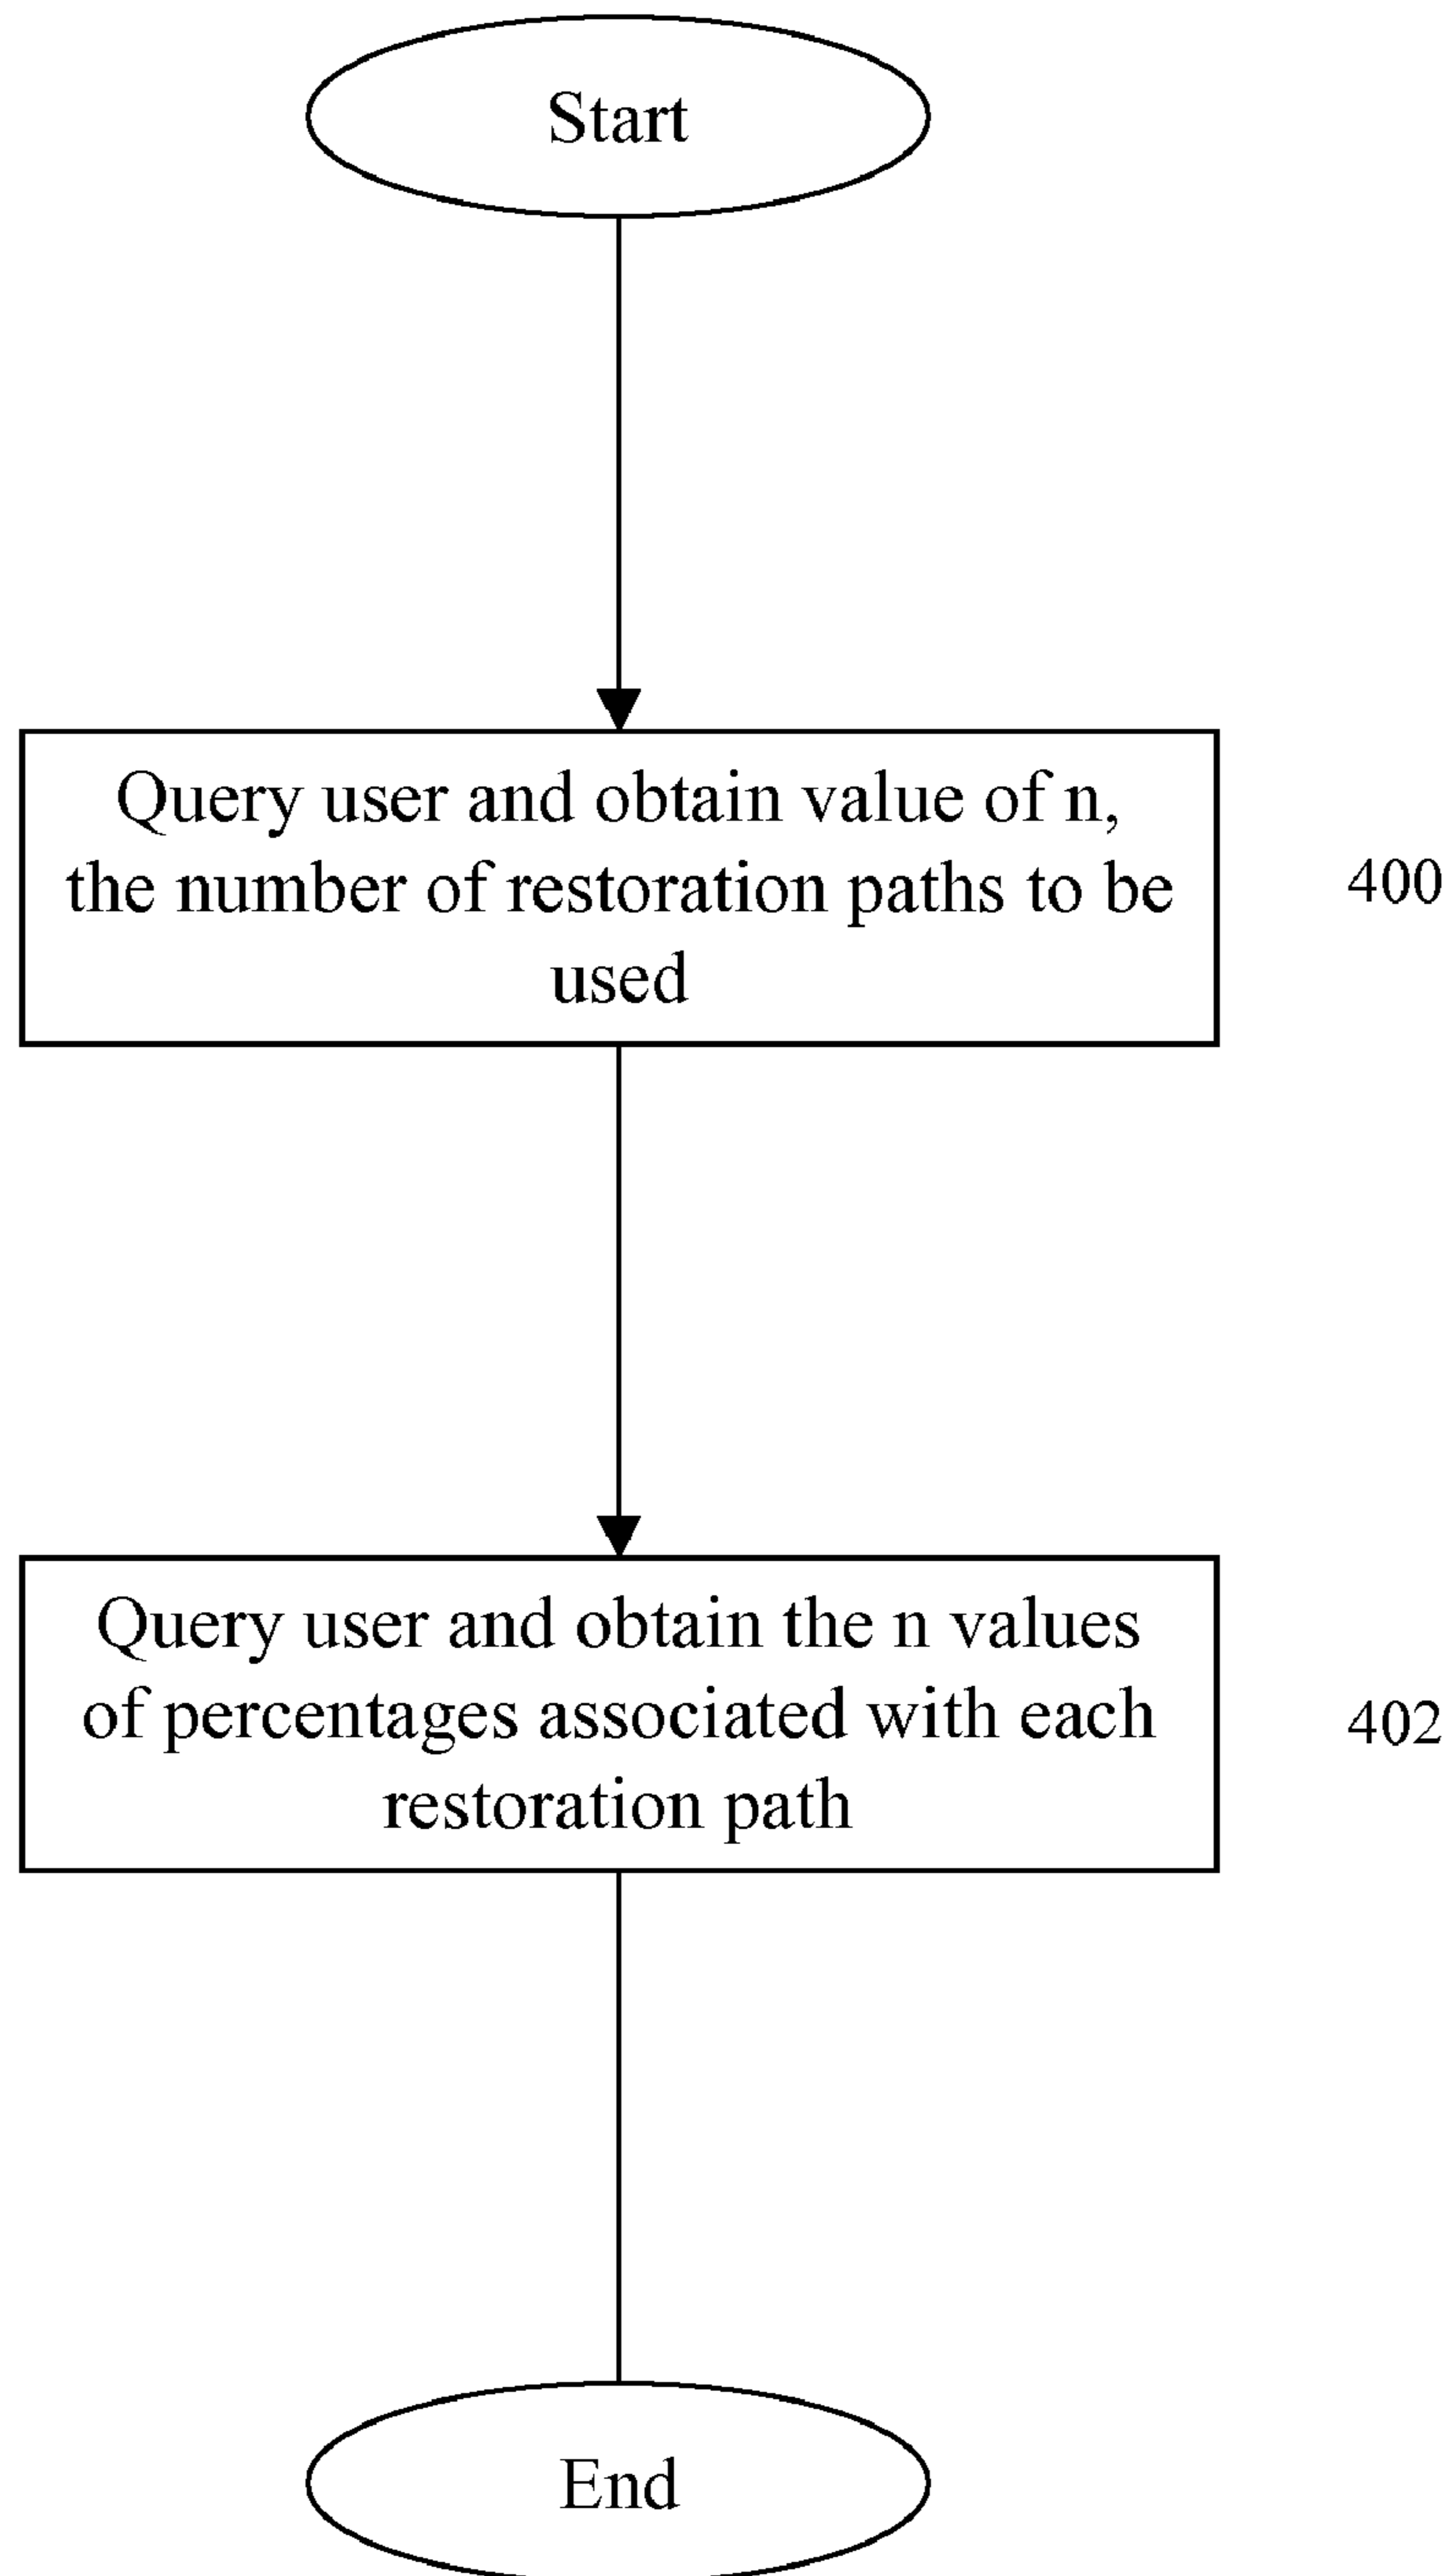 Start
Query user and obtain value of n,
the number of restoration paths to be
used
400
Query user and obtain the n values
of percentages associated with each
restoration path
402
End